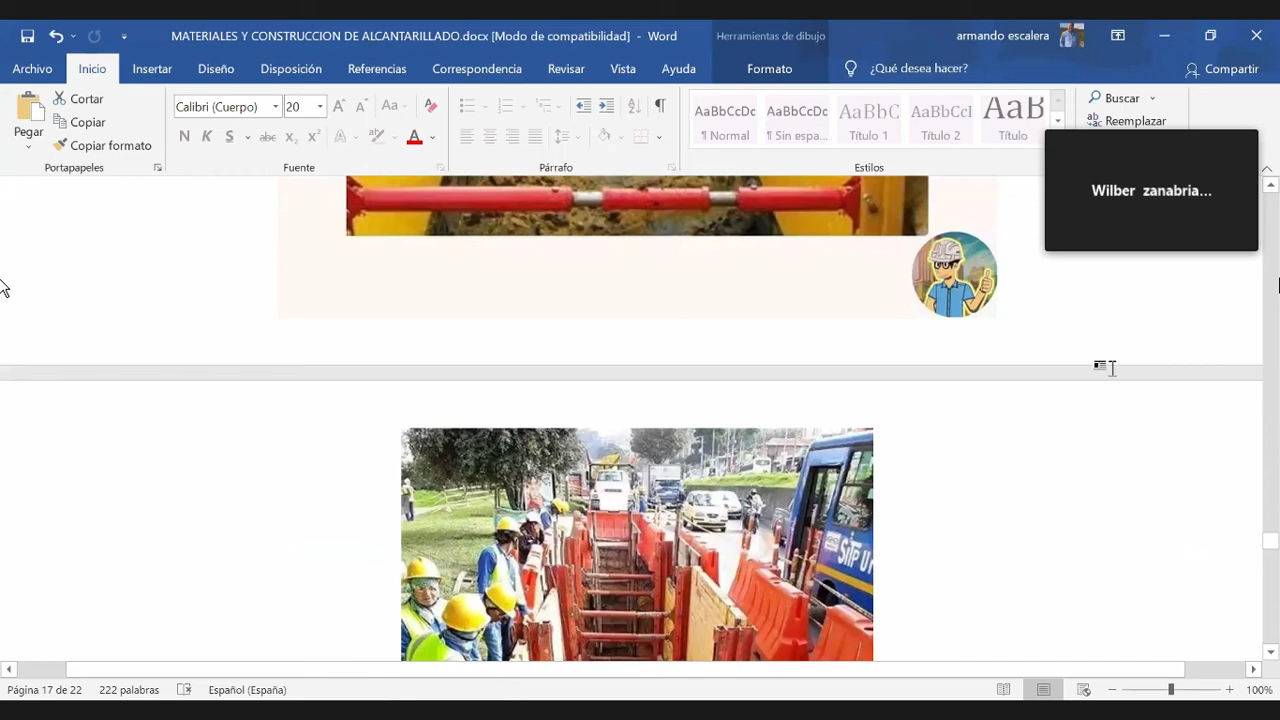 MATERIALES Y CONSTRUCCION DE ALCANTARILLADO.docx [Modo de compatibilidad] - Word
Herramientas de dibujo
armando escalera
Archivo Inicio Insertar Diseño Disposición Referencias Correspondencia Revisar Vista Ayuda Formato ¿Qué desea hacer? Compartir
Pegar
Cortar
Copiar
Copiar formato
Portapapeles
Calibri (Cuerpo) 20
N K S abc
Fuente
Párrafo
AaBbCcDc AaBbCcDc AaBbC AaBbCcI AaB
¶ Normal ¶ Sin espa... Título 1 Título 2 Título
Estilos
Buscar
Reemplazar
Wilber zanabria...
SITP
Página 17 de 22 222 palabras Español (España) 100%